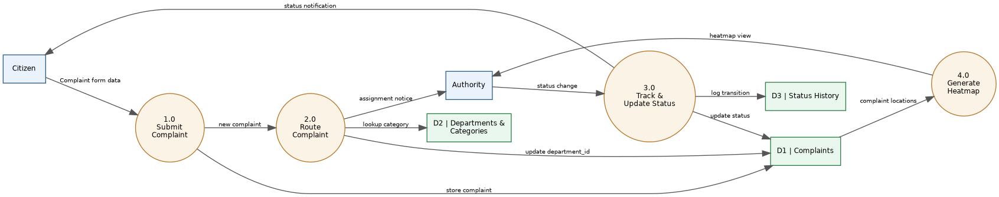 status notification
heatmap view
Citizen
Complaint form data
Authority
status change
assignment notice
3.0
Track &
Update Status
log transition
D3 | Status History
4.0
Generate
Heatmap
complaint locations
1.0
Submit
Complaint
new complaint
2.0
Route
Complaint
lookup category
D2 | Departments &
Categories
update status
update department_id
D1 | Complaints
store complaint